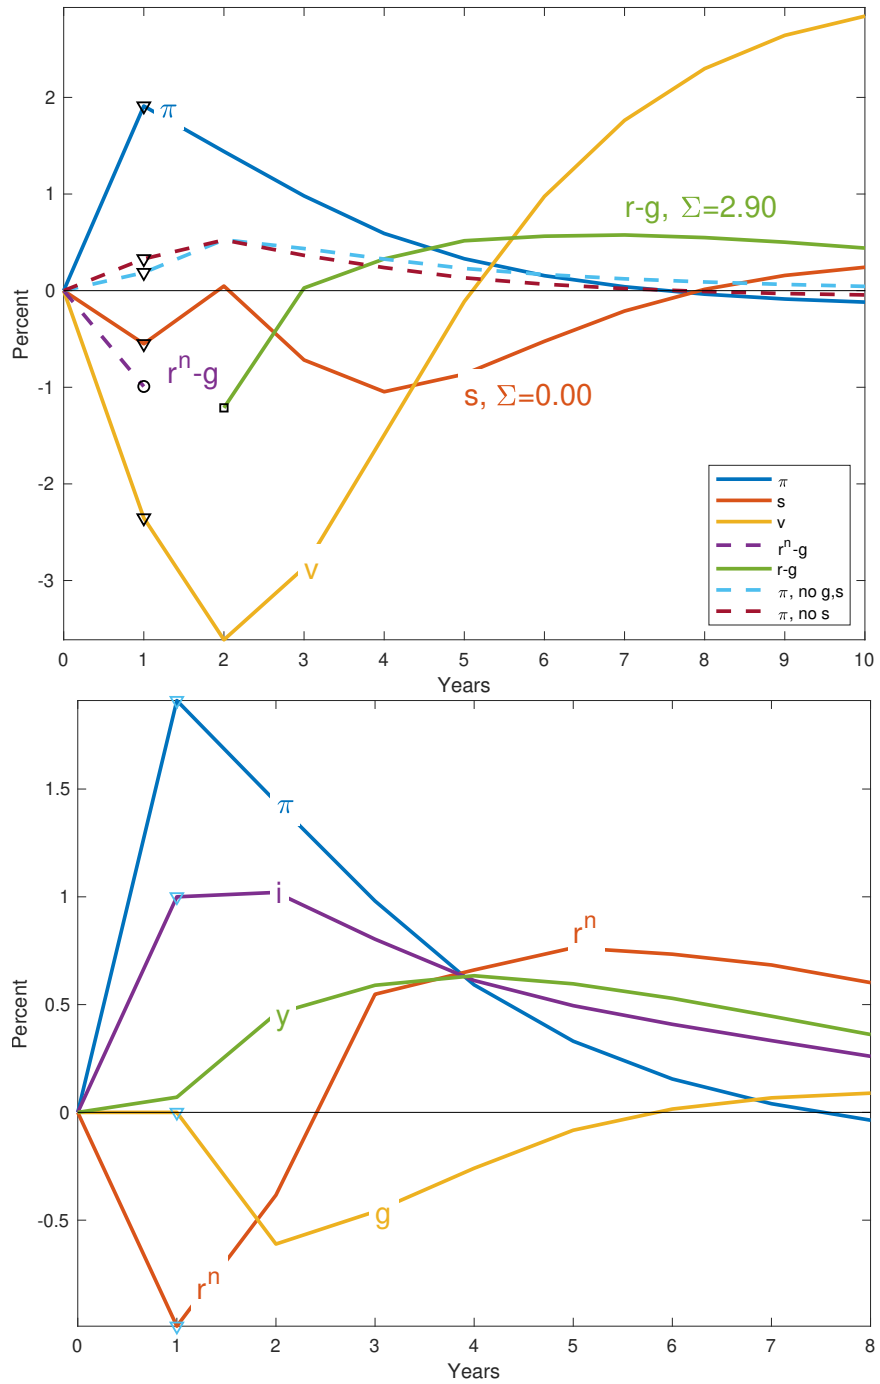 2
1
0
-1
-2
-3
Percent
π
r-g, Σ=2.90
rⁿ-g
s, Σ=0.00
v
π
s
v
rⁿ-g
r-g
π, no g,s
π, no s
0 1 2 3 4 5 6 7 8 9 10
Years
1.5
1
0.5
0
-0.5
Percent
π
i
rⁿ
y
g
rⁿ
0 1 2 3 4 5 6 7 8
Years